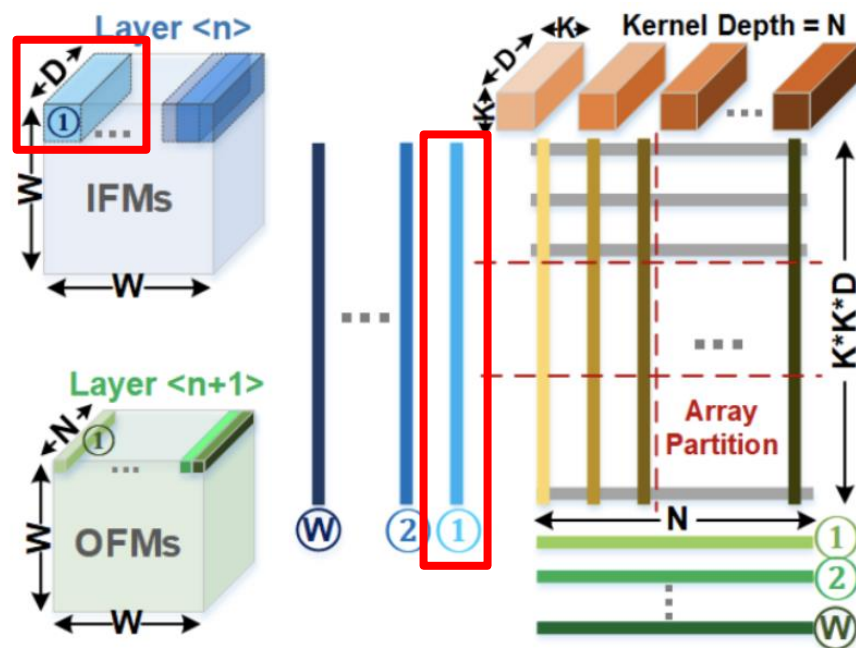 Layer <n>
D
①
W
IFMs
W
Layer <n+1>
N
①
W
OFMs
W
Ⓦ
②
①
K
Kernel Depth = N
D
K
K*K*D
Array
Partition
N
①
②
Ⓦ